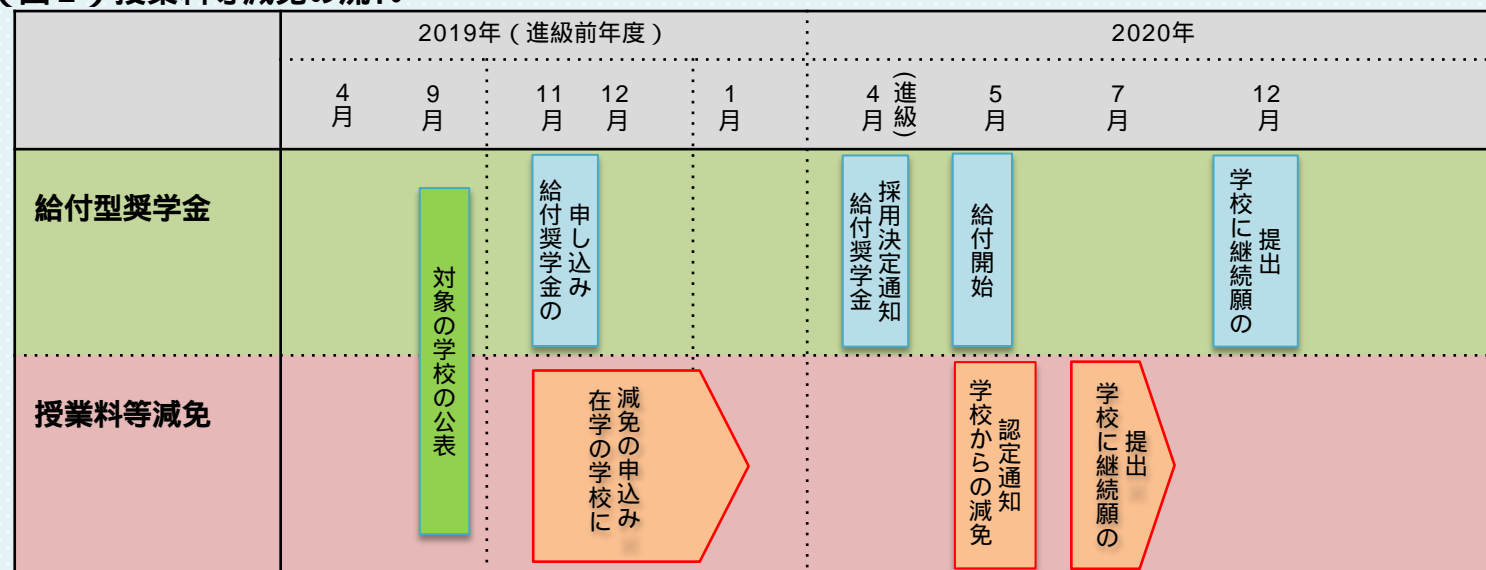 2019年（進級前年度）
2020年
4月
9月
11月
12月
1月
4月
（進級）
5月
7月
12月
給付型奨学金
対象の学校の公表
給付奨学金の
申し込み
給付奨学金
採用決定通知
給付開始
学校に継続願の
提出
授業料等減免
在学の学校に
減免の申込み
学校からの減免
認定通知
学校に継続願の
提出